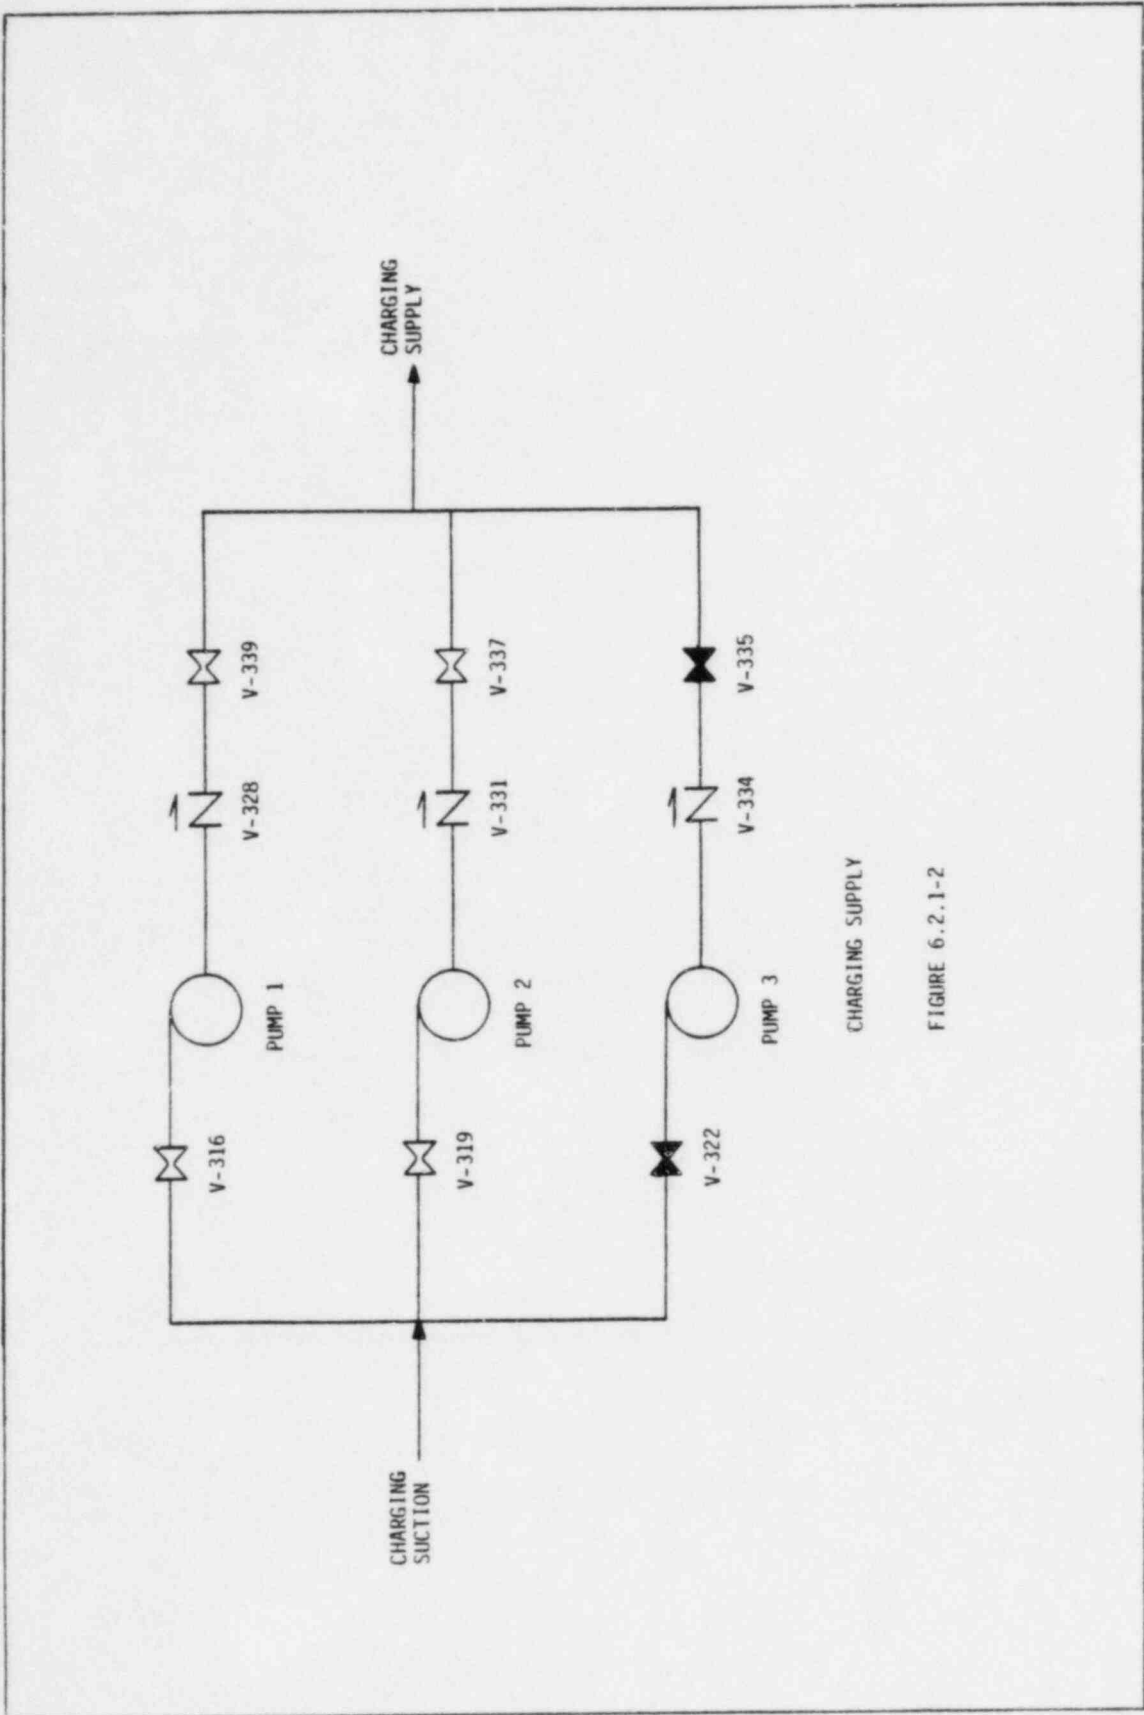 CHARGING
SUCTION
V-316
PUMP 1
V-328
V-339
V-319
PUMP 2
V-331
V-337
V-322
PUMP 3
V-334
V-335
CHARGING
SUPPLY
CHARGING SUPPLY
FIGURE 6.2.1-2